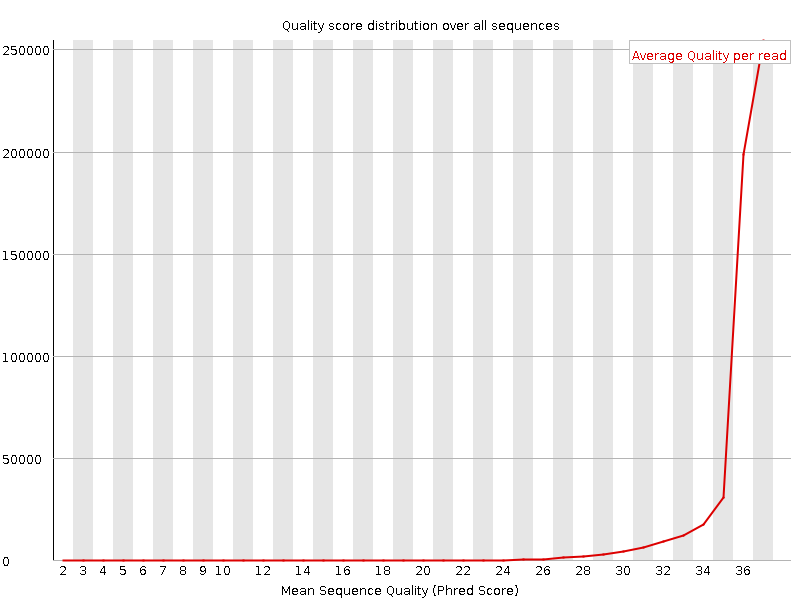 Quality score distribution over all sequences
Average Quality per read
250000
200000
150000
100000
50000
0
2 3 4 5 6 7 8 9 10 12 14 16 18 20 22 24 26 28 30 32 34 36
Mean Sequence Quality (Phred Score)